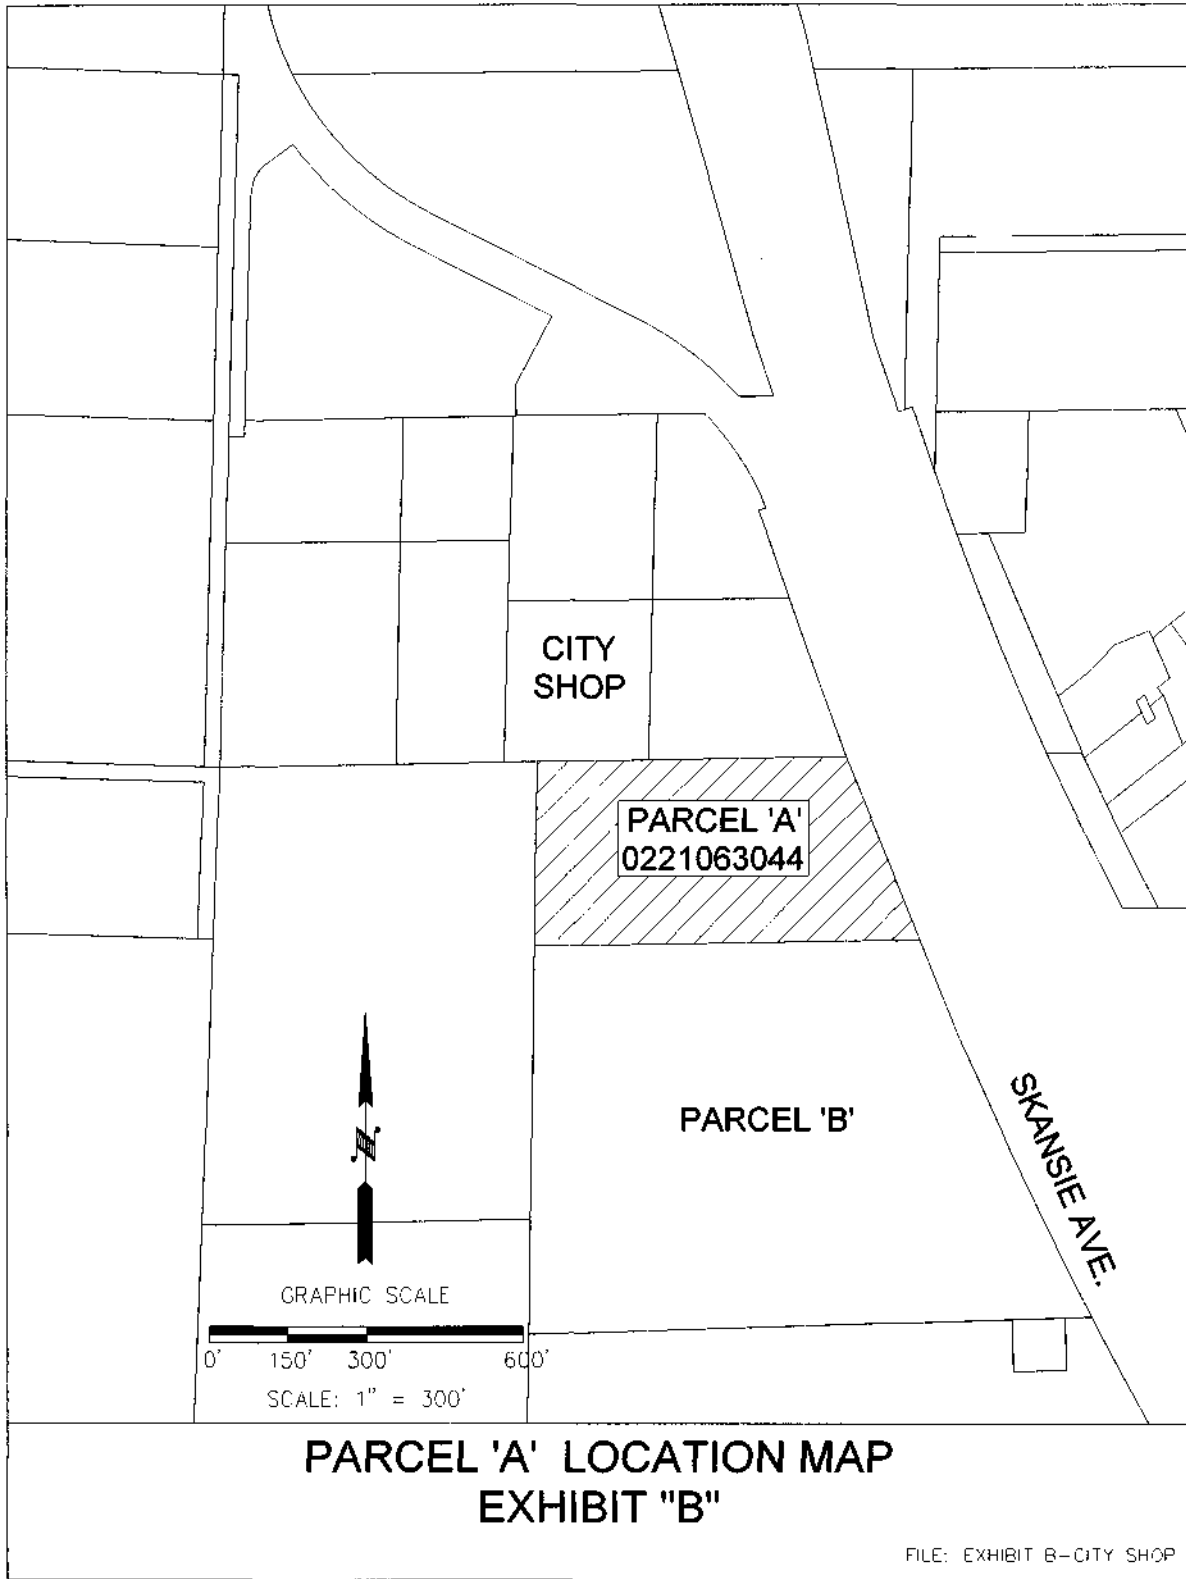 CITY
SHOP
PARCEL 'A'
0221063044
PARCEL 'B'
SKANSIE AVE.
N
GRAPHIC SCALE
0' 150' 300' 600'
SCALE: 1" = 300'
PARCEL 'A' LOCATION MAP
EXHIBIT "B"
FILE: EXHIBIT B-CITY SHOP